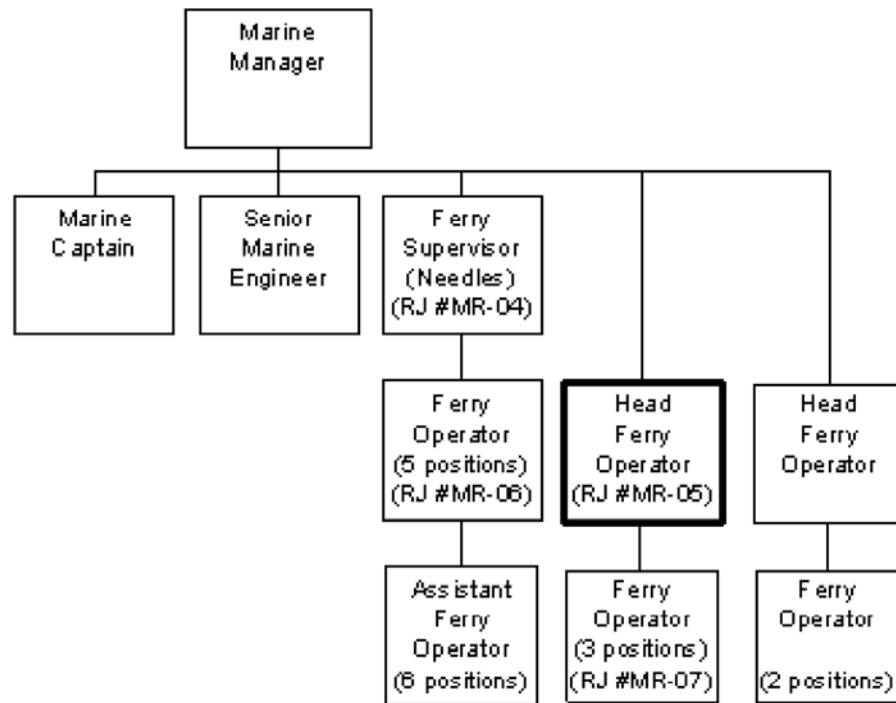 Marine
Manager
Marine
Captain
Senior
Marine
Engineer
Ferry
Supervisor
(Needles)
(RJ #MR-04)
Ferry
Operator
(5 positions)
(RJ #MR-06)
Head
Ferry
Operator
(RJ #MR-05)
Head
Ferry
Operator
Assistant
Ferry
Operator
(6 positions)
Ferry
Operator
(3 positions)
(RJ #MR-07)
Ferry
Operator
(2 positions)